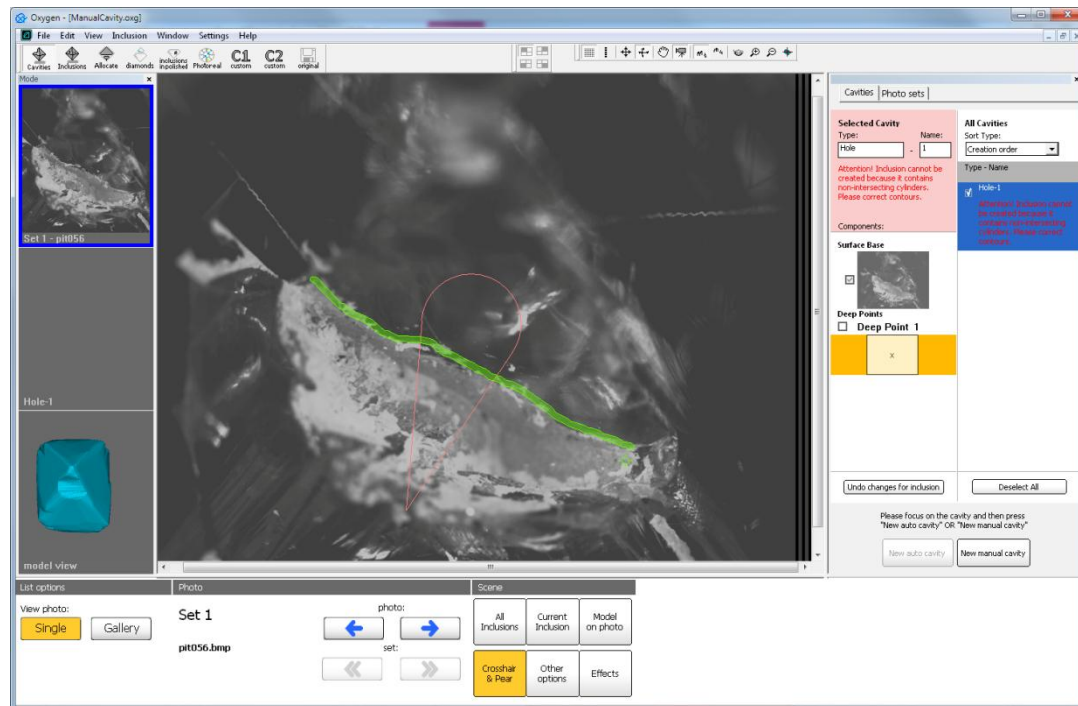 Oxygen - [ManualCavity.oxg]
File Edit View Inclusion Window Settings Help
Cavities Inclusions Allocate diamonds inclusions inpolished Photoreal C1 custom C2 custom original
Mode
Set 1 - pit056
Hole-1
model view
Cavities Photo sets
Selected Cavity
Type: Name:
Hole - 1
Attention! Inclusion cannot be
created because it contains
non-intersecting cylinders.
Please correct contours.
Components:
Surface Base
Deep Points
Deep Point 1
x
All Cavities
Sort Type:
Creation order
Type - Name
Hole-1
Attention! Inclusion cannot
be created because it
contains non-intersecting
cylinders. Please correct
contours.
Undo changes for inclusion
Deselect All
Please focus on the cavity and then press
"New auto cavity" OR "New manual cavity"
New auto cavity New manual cavity
List options
View photo:
Single Gallery
Photo
Set 1
pit056.bmp
photo:
set:
Scene
All Inclusions
Current Inclusion
Model on photo
Crosshair & Pear
Other options
Effects